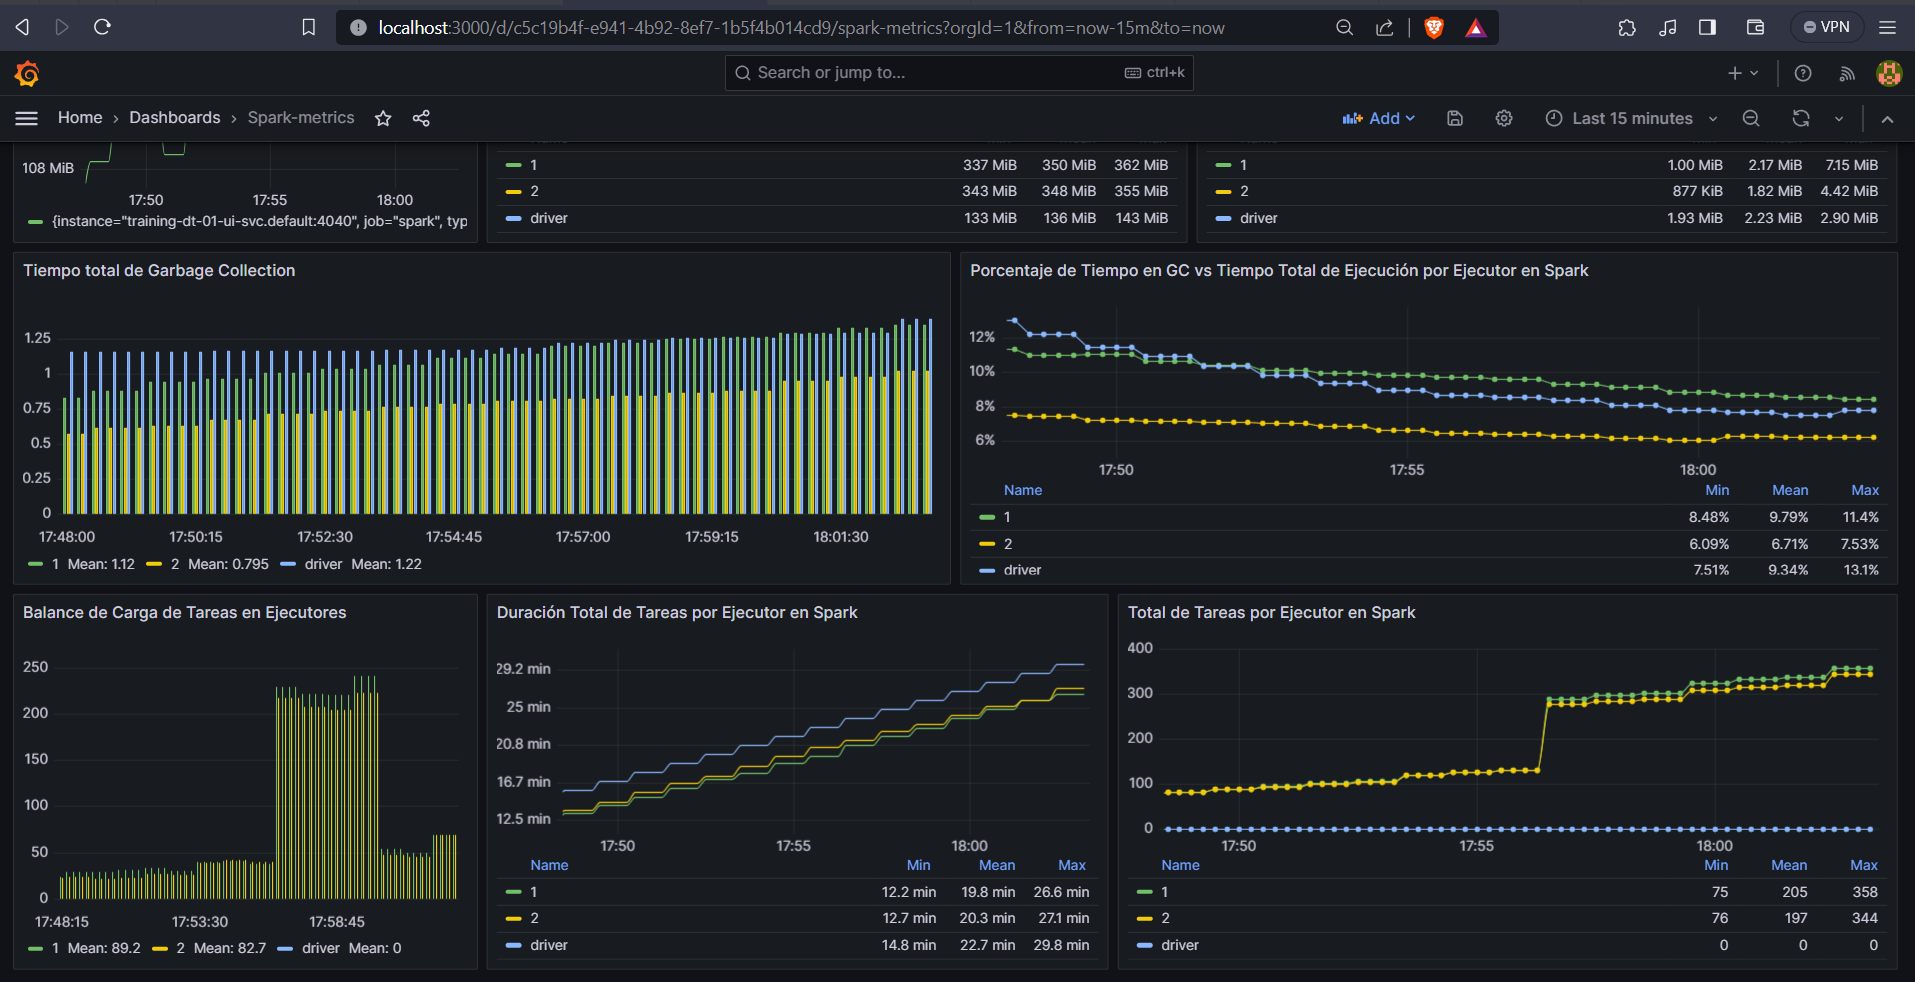 localhost:3000/d/c5c19b4f-e941-4b92-8ef7-1b5f4b014cd9/spark-metrics?orgId=1&from=now-15m&to=now
VPN
Search or jump to...
ctrl+k
Home › Dashboards › Spark-metrics
Add
Last 15 minutes
108 MiB
17:50 17:55 18:00
{instance="training-dt-01-ui-svc.default:4040", job="spark", typ
1 337 MiB 350 MiB 362 MiB
2 343 MiB 348 MiB 355 MiB
driver 133 MiB 136 MiB 143 MiB
1 1.00 MiB 2.17 MiB 7.15 MiB
2 877 KiB 1.82 MiB 4.42 MiB
driver 1.93 MiB 2.23 MiB 2.90 MiB
Tiempo total de Garbage Collection
1.25
1
0.75
0.5
0.25
0
17:48:00 17:50:15 17:52:30 17:54:45 17:57:00 17:59:15 18:01:30
1 Mean: 1.12 2 Mean: 0.795 driver Mean: 1.22
Porcentaje de Tiempo en GC vs Tiempo Total de Ejecución por Ejecutor en Spark
12%
10%
8%
6%
17:50 17:55 18:00
Name Min Mean Max
1 8.48% 9.79% 11.4%
2 6.09% 6.71% 7.53%
driver 7.51% 9.34% 13.1%
Balance de Carga de Tareas en Ejecutores
250
200
150
100
50
0
17:48:15 17:53:30 17:58:45
1 Mean: 89.2 2 Mean: 82.7 driver Mean: 0
Duración Total de Tareas por Ejecutor en Spark
29.2 min
25 min
20.8 min
16.7 min
12.5 min
17:50 17:55 18:00
Name Min Mean Max
1 12.2 min 19.8 min 26.6 min
2 12.7 min 20.3 min 27.1 min
driver 14.8 min 22.7 min 29.8 min
Total de Tareas por Ejecutor en Spark
400
300
200
100
0
17:50 17:55 18:00
Name Min Mean Max
1 75 205 358
2 76 197 344
driver 0 0 0